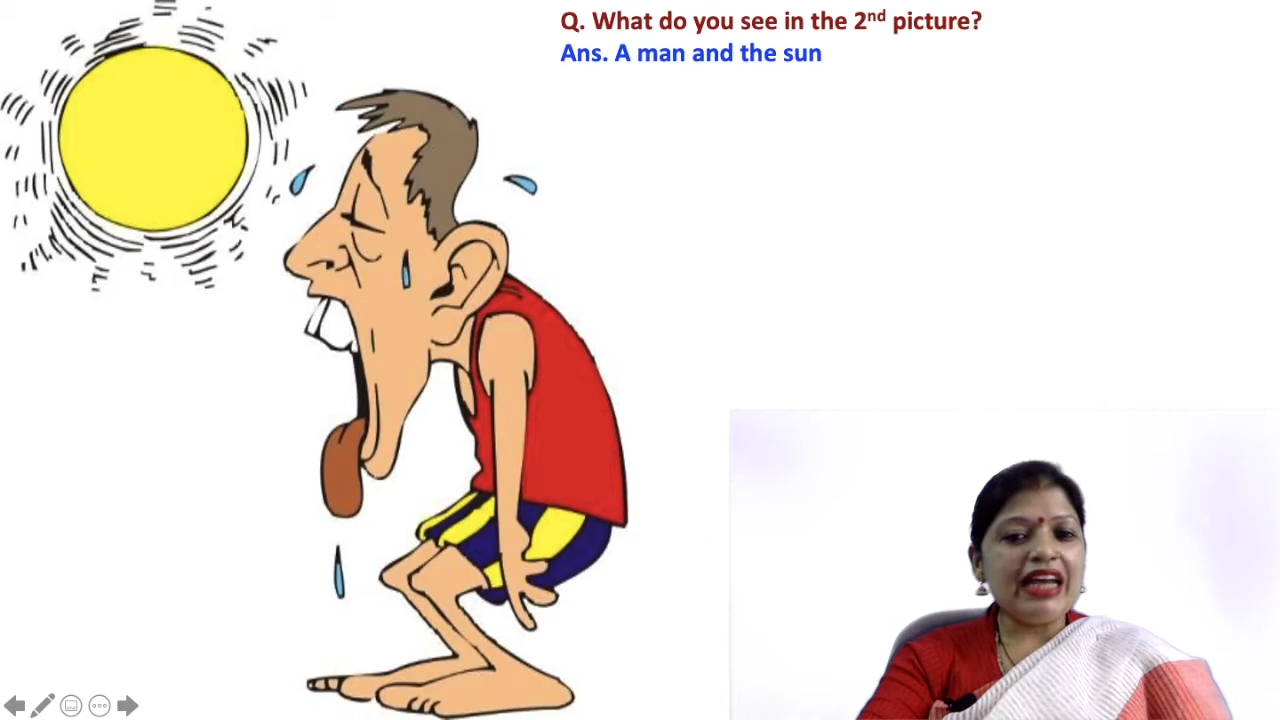 Q. What do you see in the 2nd picture?
Ans. A man and the sun